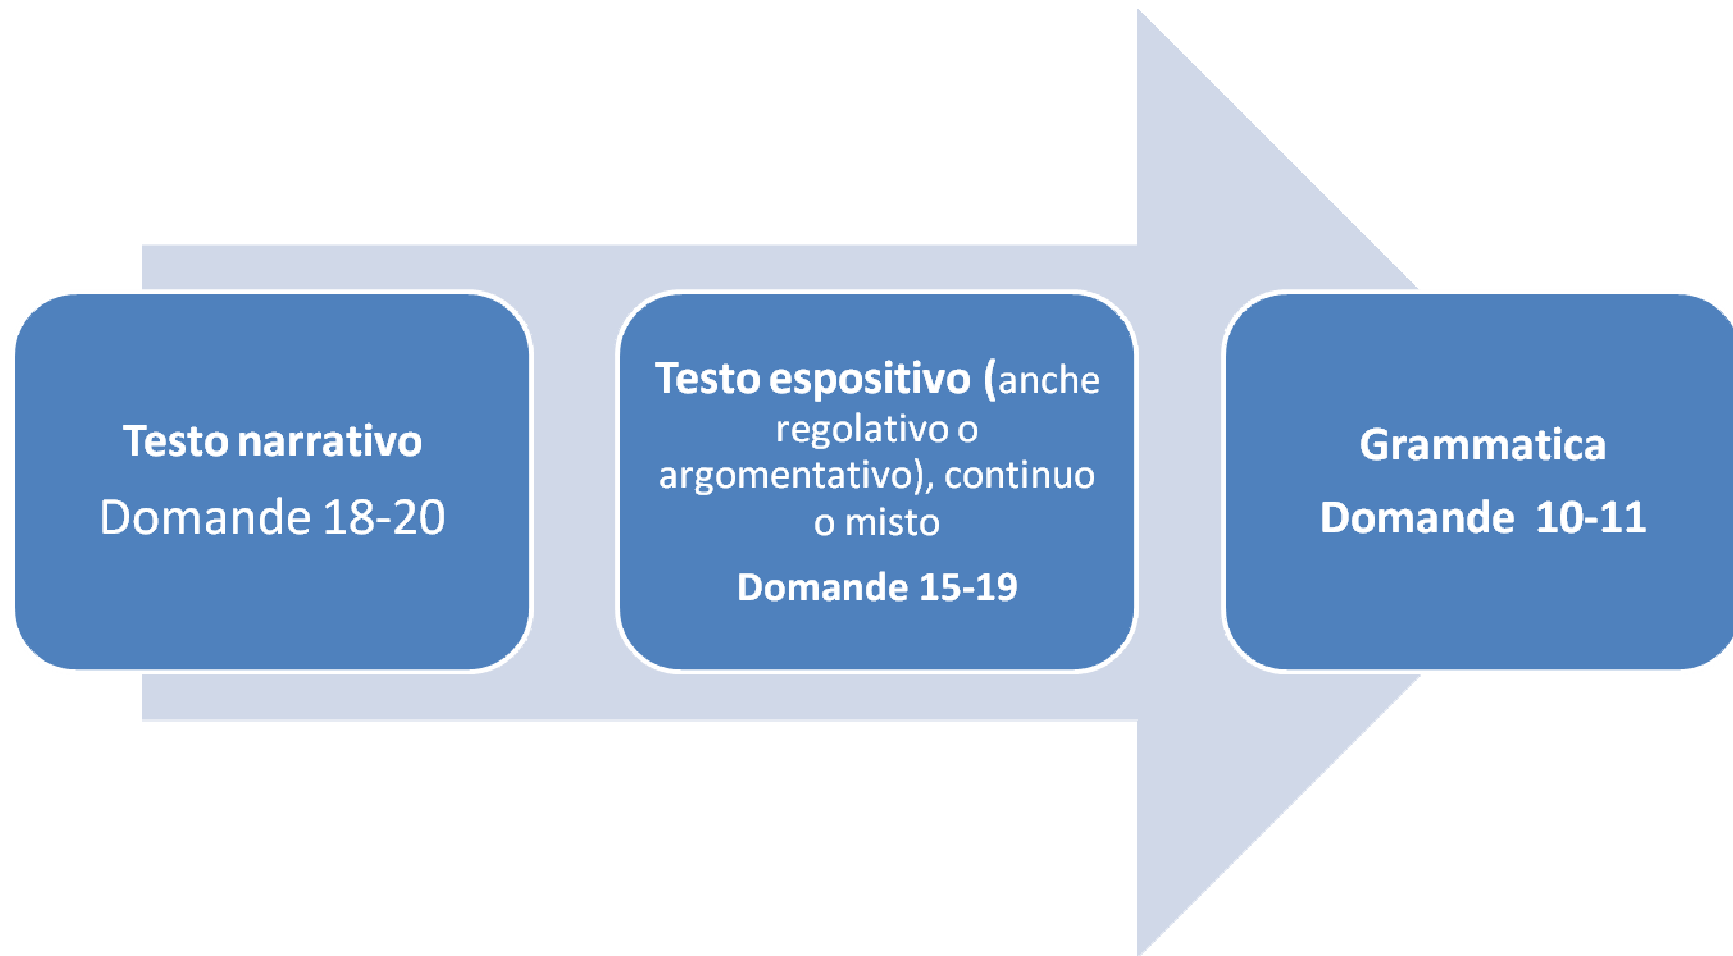 Testo narrativo
Domande 18-20
Testo espositivo (anche
regolativo o
argomentativo), continuo
o misto
Domande 15-19
Grammatica
Domande 10-11